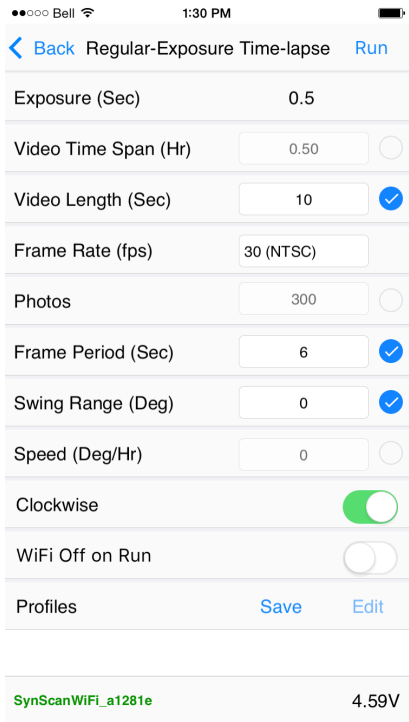 Bell 1:30 PM
Back Regular-Exposure Time-lapse Run
Exposure (Sec) 0.5
Video Time Span (Hr) 0.50
Video Length (Sec) 10
Frame Rate (fps) 30 (NTSC)
Photos 300
Frame Period (Sec) 6
Swing Range (Deg) 0
Speed (Deg/Hr) 0
Clockwise
WiFi Off on Run
Profiles Save Edit
SynScanWiFi_a1281e 4.59V